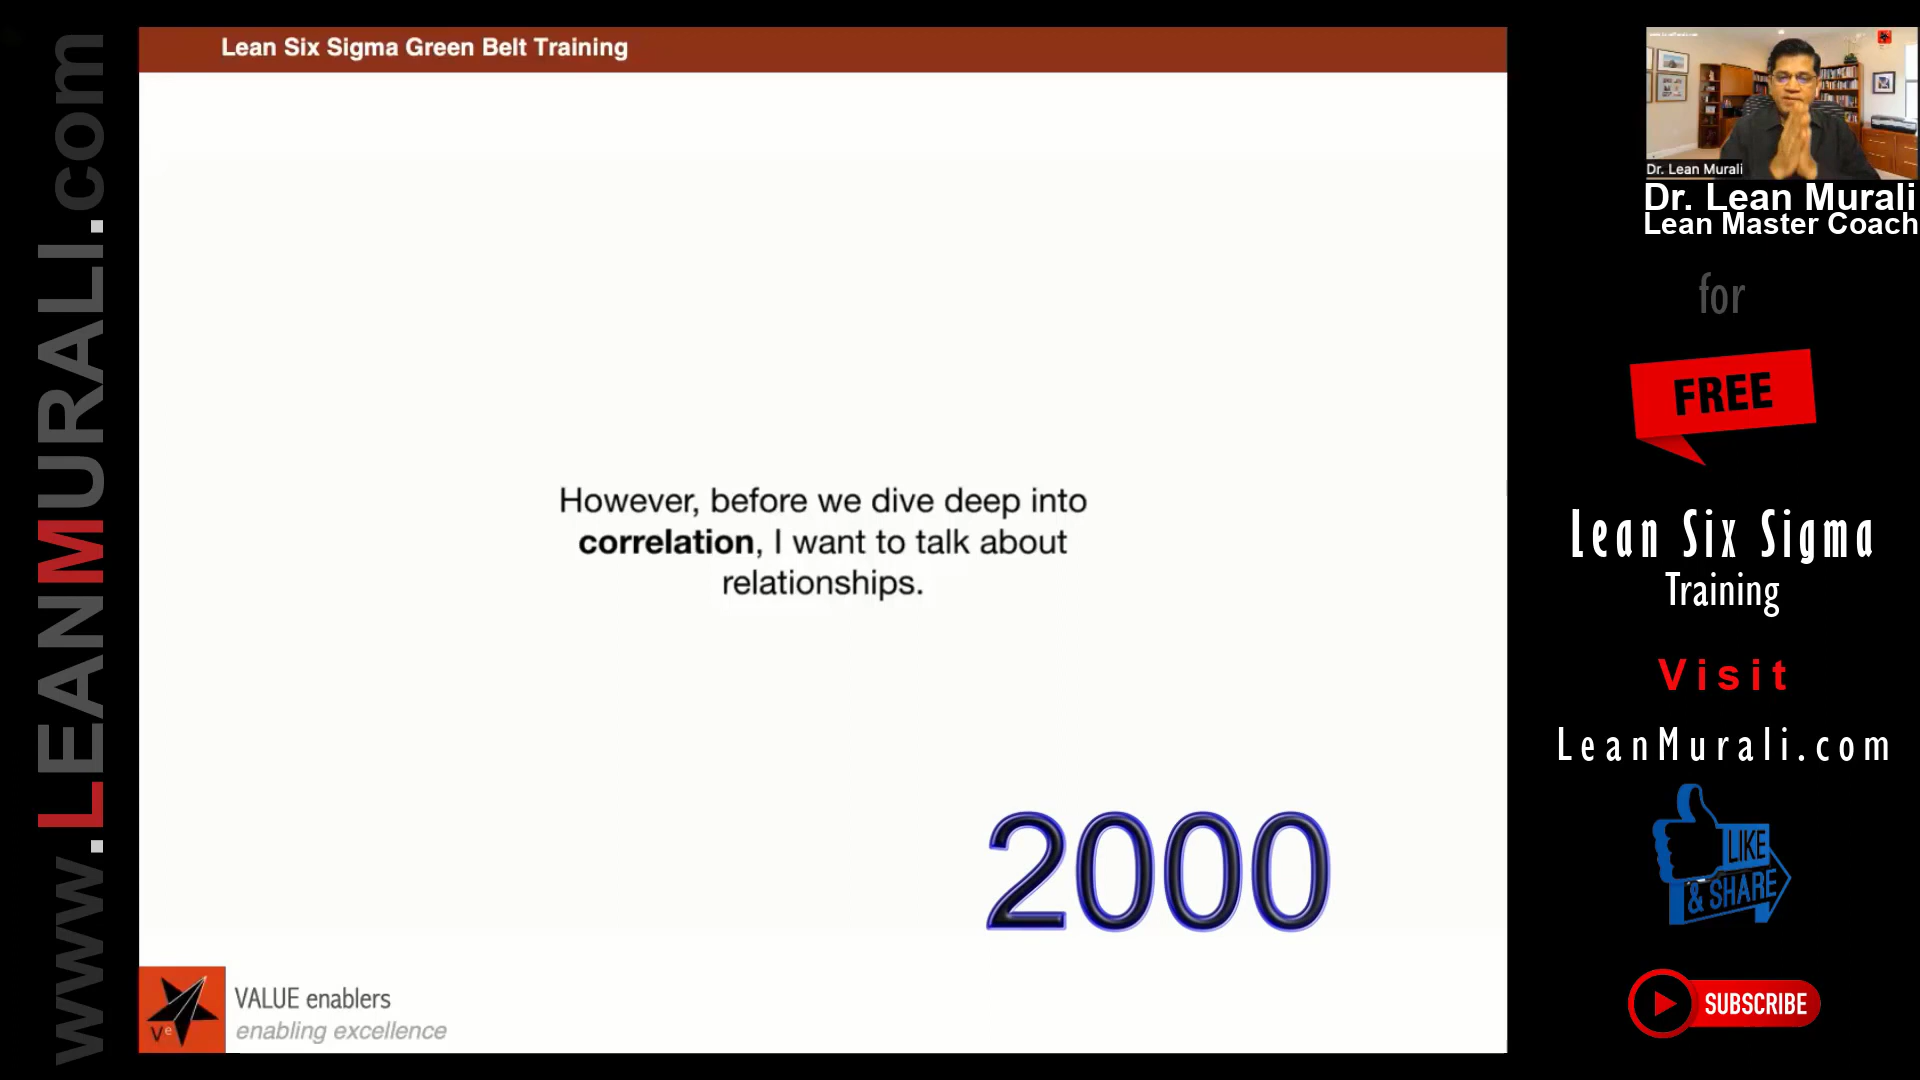 www.LEANMURALI.com
Lean Six Sigma Green Belt Training
However, before we dive deep into
correlation, I want to talk about
relationships.
2000
Ve
VALUE enablers
enabling excellence
Dr. Lean Murali
Dr. Lean Murali
Lean Master Coach
for
FREE
Lean Six Sigma
Training
Visit
LeanMurali.com
LIKE
& SHARE
SUBSCRIBE